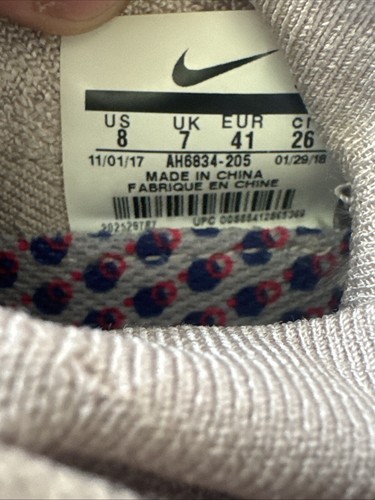 US UK EUR
8 7 41 26
11/01/17 AH6834-205 01/29/18
MADE IN CHINA
FABRIQUE EN CHINE
UPC